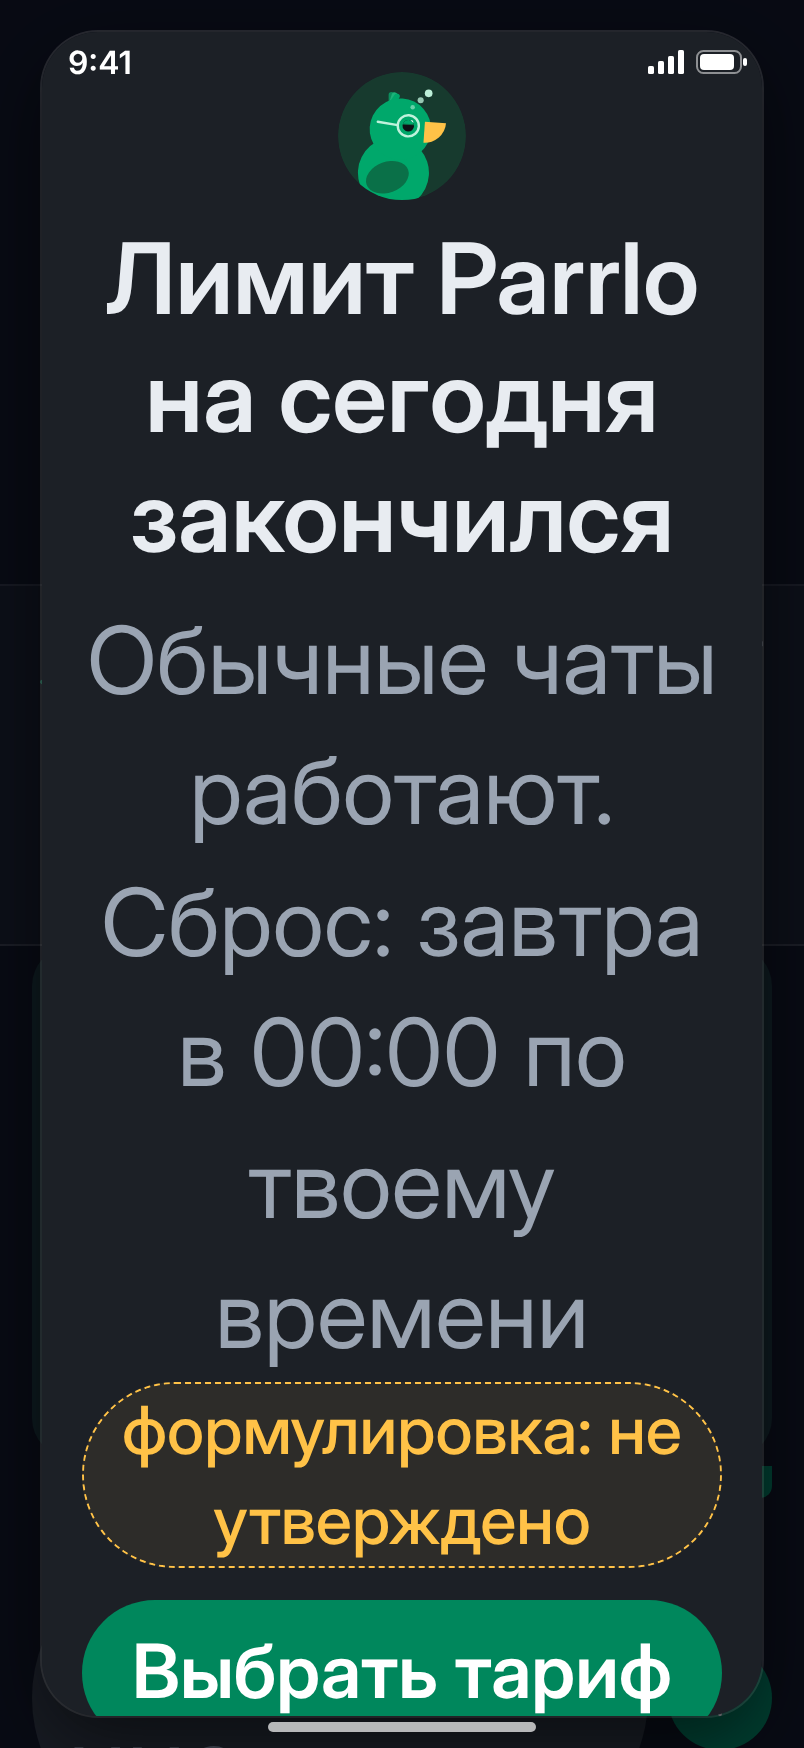 9:41
Лимит Parrlo
на сегодня
закончился
Обычные чаты
работают.
Сброс: завтра
в 00:00 по
твоему
времени
формулировка: не
утверждено
Выбрать тариф